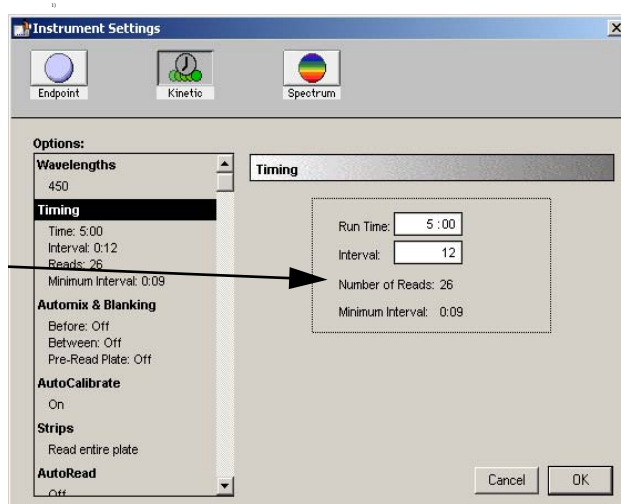 Instrument Settings
Endpoint
Kinetic
Spectrum
Options:
Wavelengths
450
Timing
Time: 5:00
Interval: 0:12
Reads: 26
Minimum Interval: 0:09
Automix & Blanking
Before: Off
Between: Off
Pre-Read Plate: Off
AutoCalibrate
On
Strips
Read entire plate
AutoRead
Off
Timing
Run Time: 5:00
Interval: 12
Number of Reads: 26
Minimum Interval: 0:09
Cancel
OK